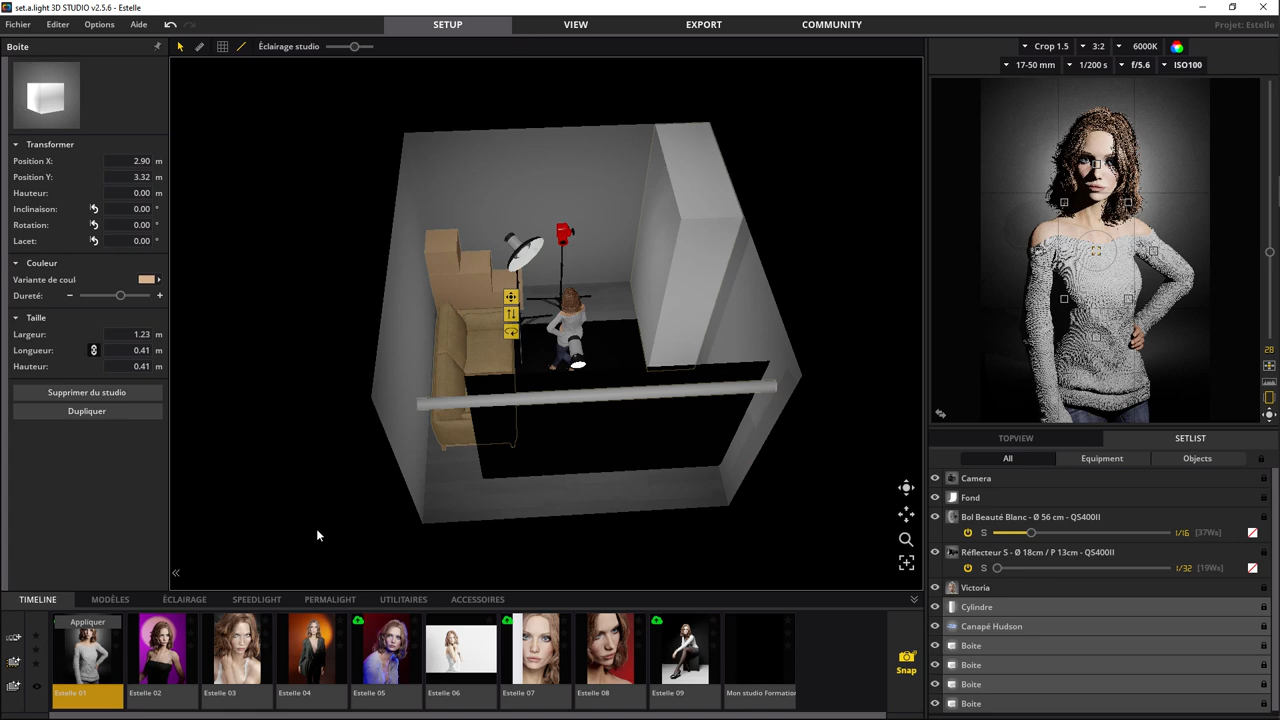 set.a.light 3D STUDIO v2.5.6 - Estelle
Fichier Editer Options Aide SETUP VIEW EXPORT COMMUNITY Projet: Estelle
Boite Éclairage studio Crop 1.5 3:2 6000K
17-50 mm 1/200 s f/5.6 ISO100
Transformer
Position X: 2.90 m
Position Y: 3.32 m
Hauteur: 0.00 m
Inclinaison: 0.00 °
Rotation: 0.00 °
Lacet: 0.00 °
Couleur
Variante de coul
Dureté: − +
Taille
Largeur: 1.23 m
Longueur: 0.41 m
Hauteur: 0.41 m
Supprimer du studio
Dupliquer
28
TOPVIEW SETLIST
All Equipment Objects
Camera
Fond
Bol Beauté Blanc - Ø 56 cm - QS400II
S 1/16 [37Ws]
Réflecteur S - Ø 18cm / P 13cm - QS400II
S 1/32 [19Ws]
Victoria
Cylindre
Canapé Hudson
Boite
Boite
Boite
Boite
TIMELINE MODÈLES ÉCLAIRAGE SPEEDLIGHT PERMALIGHT UTILITAIRES ACCESSOIRES
Appliquer
Snap
Estelle 01 Estelle 02 Estelle 03 Estelle 04 Estelle 05 Estelle 06 Estelle 07 Estelle 08 Estelle 09 Mon studio Formation